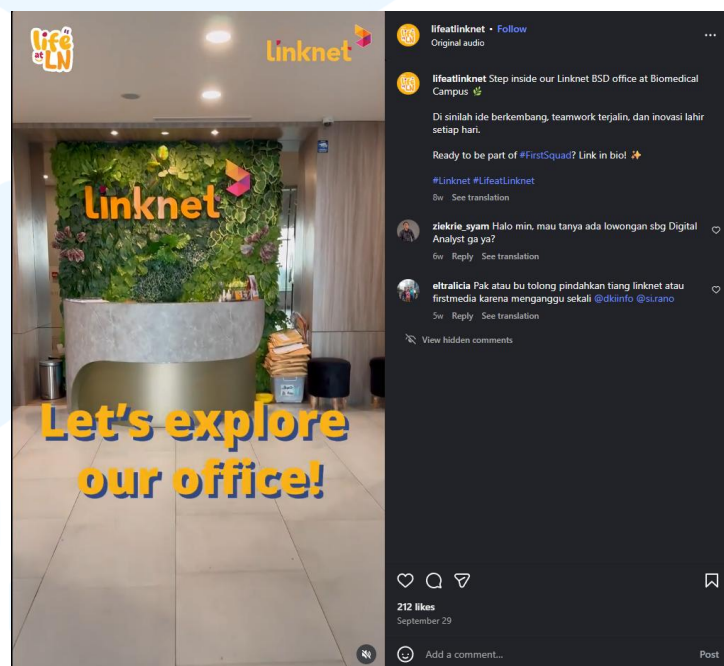 life
at
LN
linknet
linknet
Let's explore
our office!
lifeatlinknet • Follow
Original audio
lifeatlinknet Step inside our Linknet BSD office at Biomedical
Campus 🌿
Di sinilah ide berkembang, teamwork terjalin, dan inovasi lahir
setiap hari.
Ready to be part of #FirstSquad? Link in bio! ✨
#Linknet #LifeatLinknet
8w See translation
ziekrie_syam Halo min, mau tanya ada lowongan sbg Digital
Analyst ga ya?
6w Reply See translation
eltralicia Pak atau bu tolong pindahkan tiang linknet atau
firstmedia karena menganggu sekali @dkiinfo @si.rano
5w Reply See translation
View hidden comments
212 likes
September 29
Add a comment...
Post